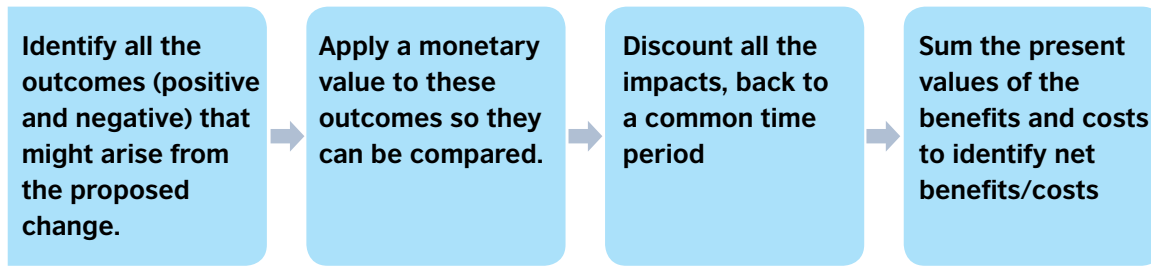 Identify all the
outcomes (positive
and negative) that
might arise from
the proposed
change.
Apply a monetary
value to these
outcomes so they
can be compared.
Discount all the
impacts, back to
a common time
period
Sum the present
values of the
benefits and costs
to identify net
benefits/costs